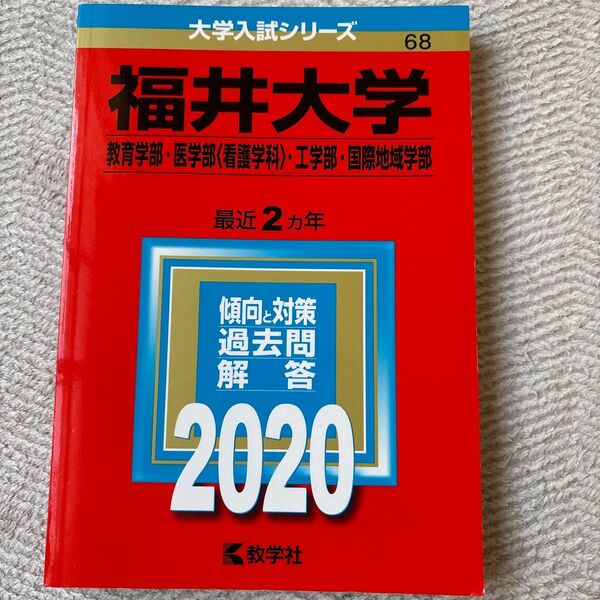 大学入試シリーズ
68
福井大学
教育学部・医学部〈看護学科〉・工学部・国際地域学部
最近2カ年
傾向と対策
過去問
解答
2020
教学社